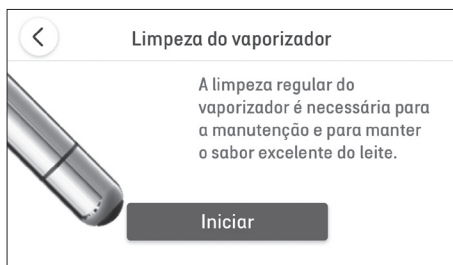 Limpeza do vaporizador
A limpeza regular do
vaporizador é necessária para
a manutenção e para manter
o sabor excelente do leite.
Iniciar